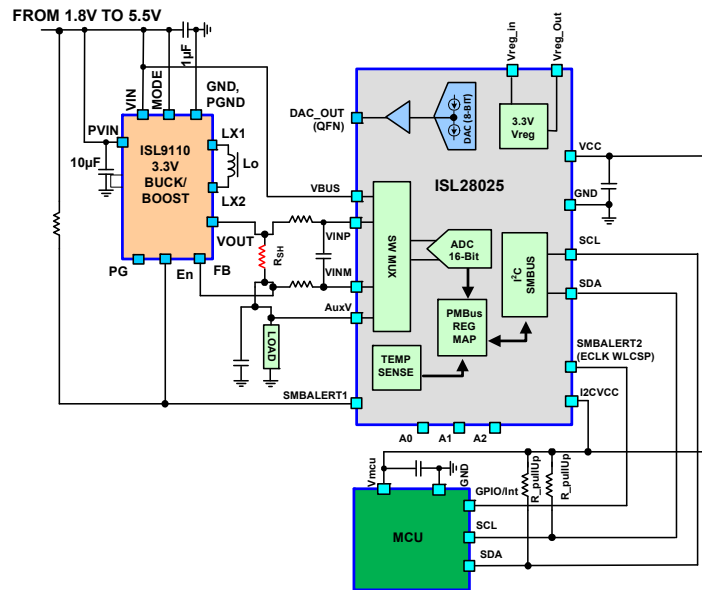 FROM 1.8V TO 5.5V
1µF
VIN
MODE
GND,
PGND
PVIN
10µF
ISL9110
3.3V
BUCK/
BOOST
LX1
Lo
LX2
VOUT
PG
En
FB
RSH
LOAD
Vreg_in
Vreg_Out
DAC_OUT
(QFN)
DAC (8-BIT)
3.3V
Vreg
VCC
ISL28025
GND
VBUS
VINP
VINM
AuxV
SW MUX
ADC
16-Bit
I2C
SMBUS
SCL
SDA
PMBus
REG
MAP
TEMP
SENSE
SMBALERT2
(ECLK WLCSP)
SMBALERT1
I2CVCC
A0
A1
A2
Vmcu
GND
R_pullUp
R_pullUp
GPIO/Int
MCU
SCL
SDA